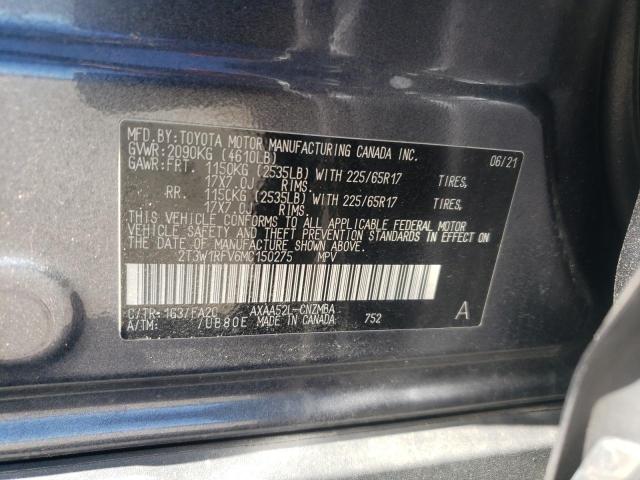 MFD.BY:TOYOTA MOTOR MANUFACTURING CANADA INC.
GVWR:2090KG (4610LB) 06/21
GAWR:FRT. 1150KG (2535LB) WITH 225/65R17 TIRES,
17X7.0J RIMS.
RR. 1150KG (2535LB) WITH 225/65R17 TIRES,
17X7.0J RIMS.
THIS VEHICLE CONFORMS TO ALL APPLICABLE FEDERAL MOTOR
VEHICLE SAFETY AND THEFT PREVENTION STANDARDS IN EFFECT ON
THE DATE OF MANUFACTURE SHOWN ABOVE.
2T3W1RFV6MC150275 MPV
AXAA52L-CNZMBA
C/TR:1G3/FA20
A/TM: /UB80E MADE IN CANADA 752 A